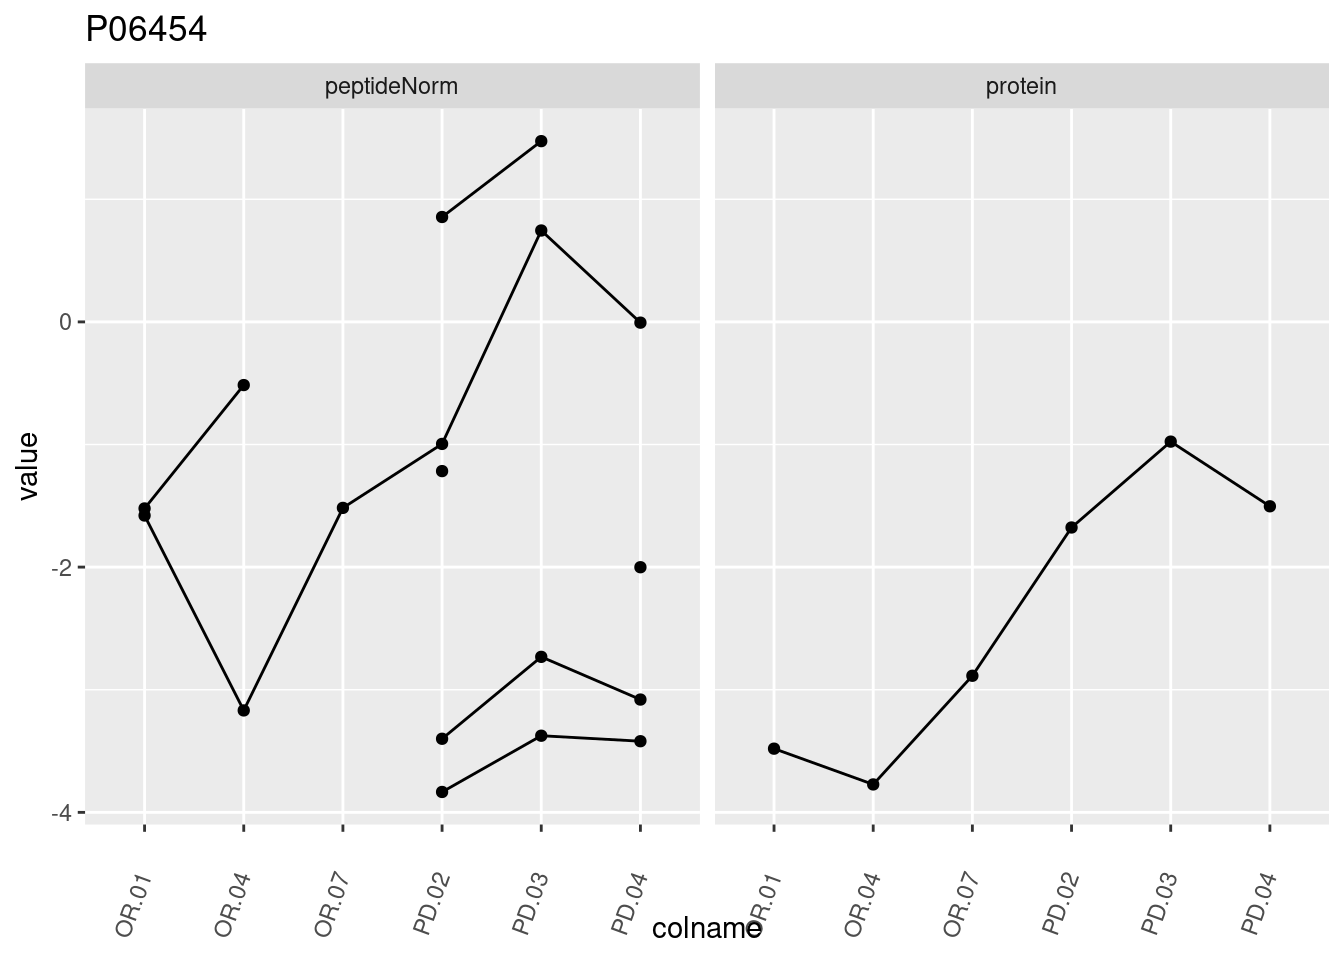 P06454
peptideNorm protein
0
-2
-4
value
OR.01 OR.04 OR.07 PD.02 PD.03 PD.04 OR.01 OR.04 OR.07 PD.02 PD.03 PD.04
colname